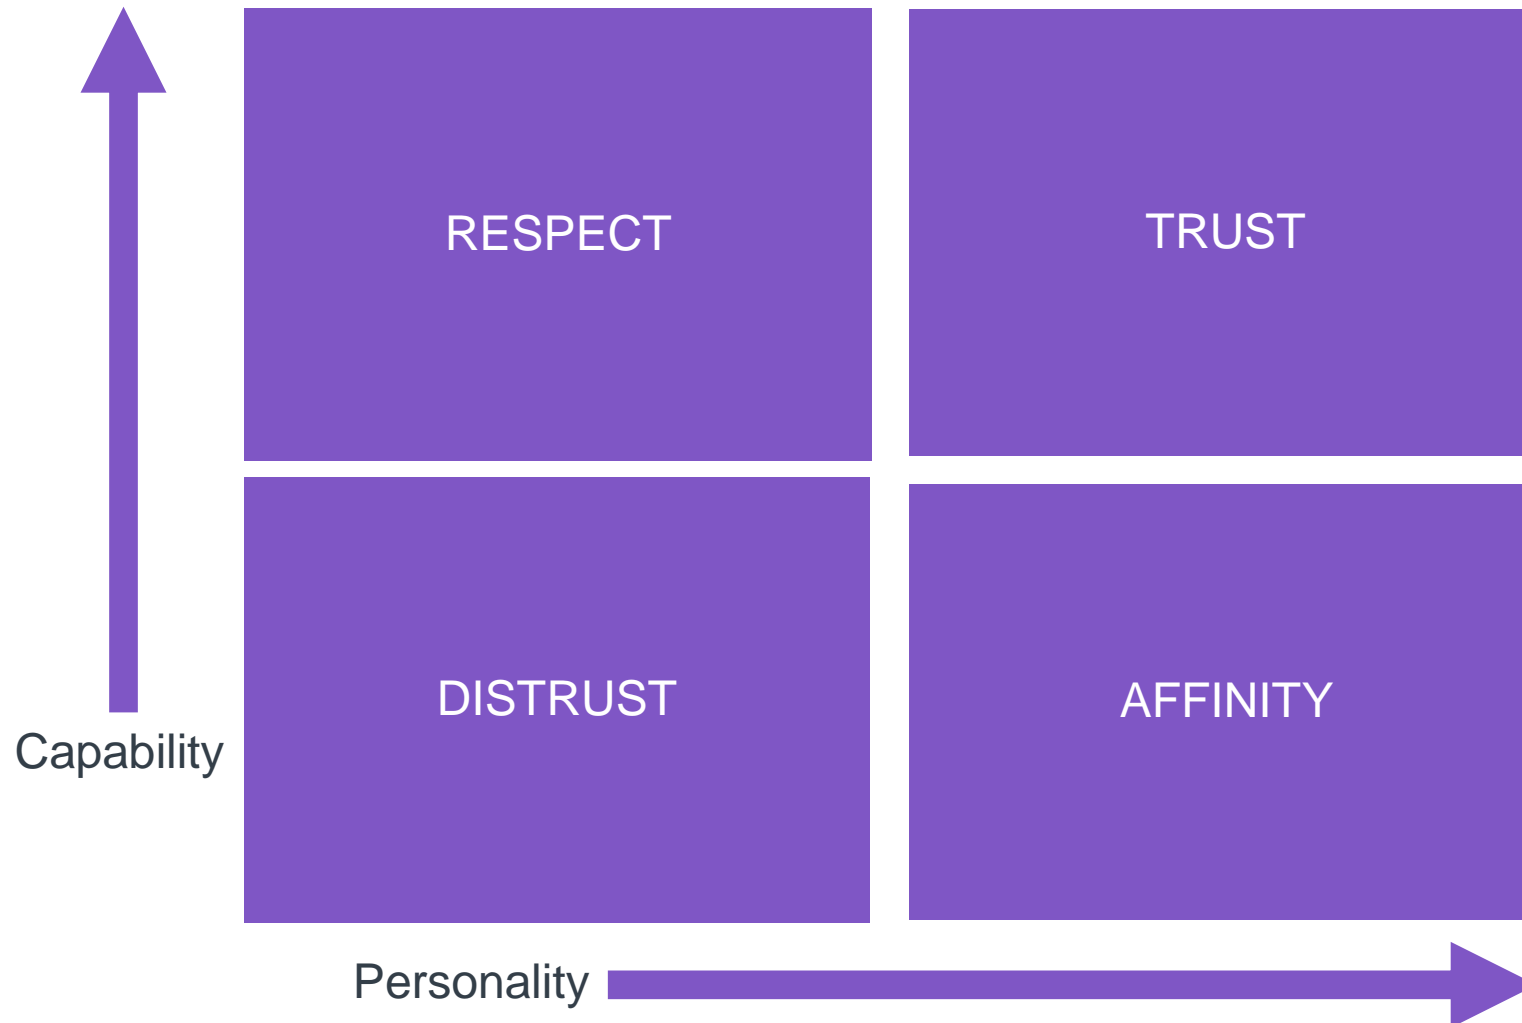 RESPECT
TRUST
DISTRUST
AFFINITY
Capability
Personality